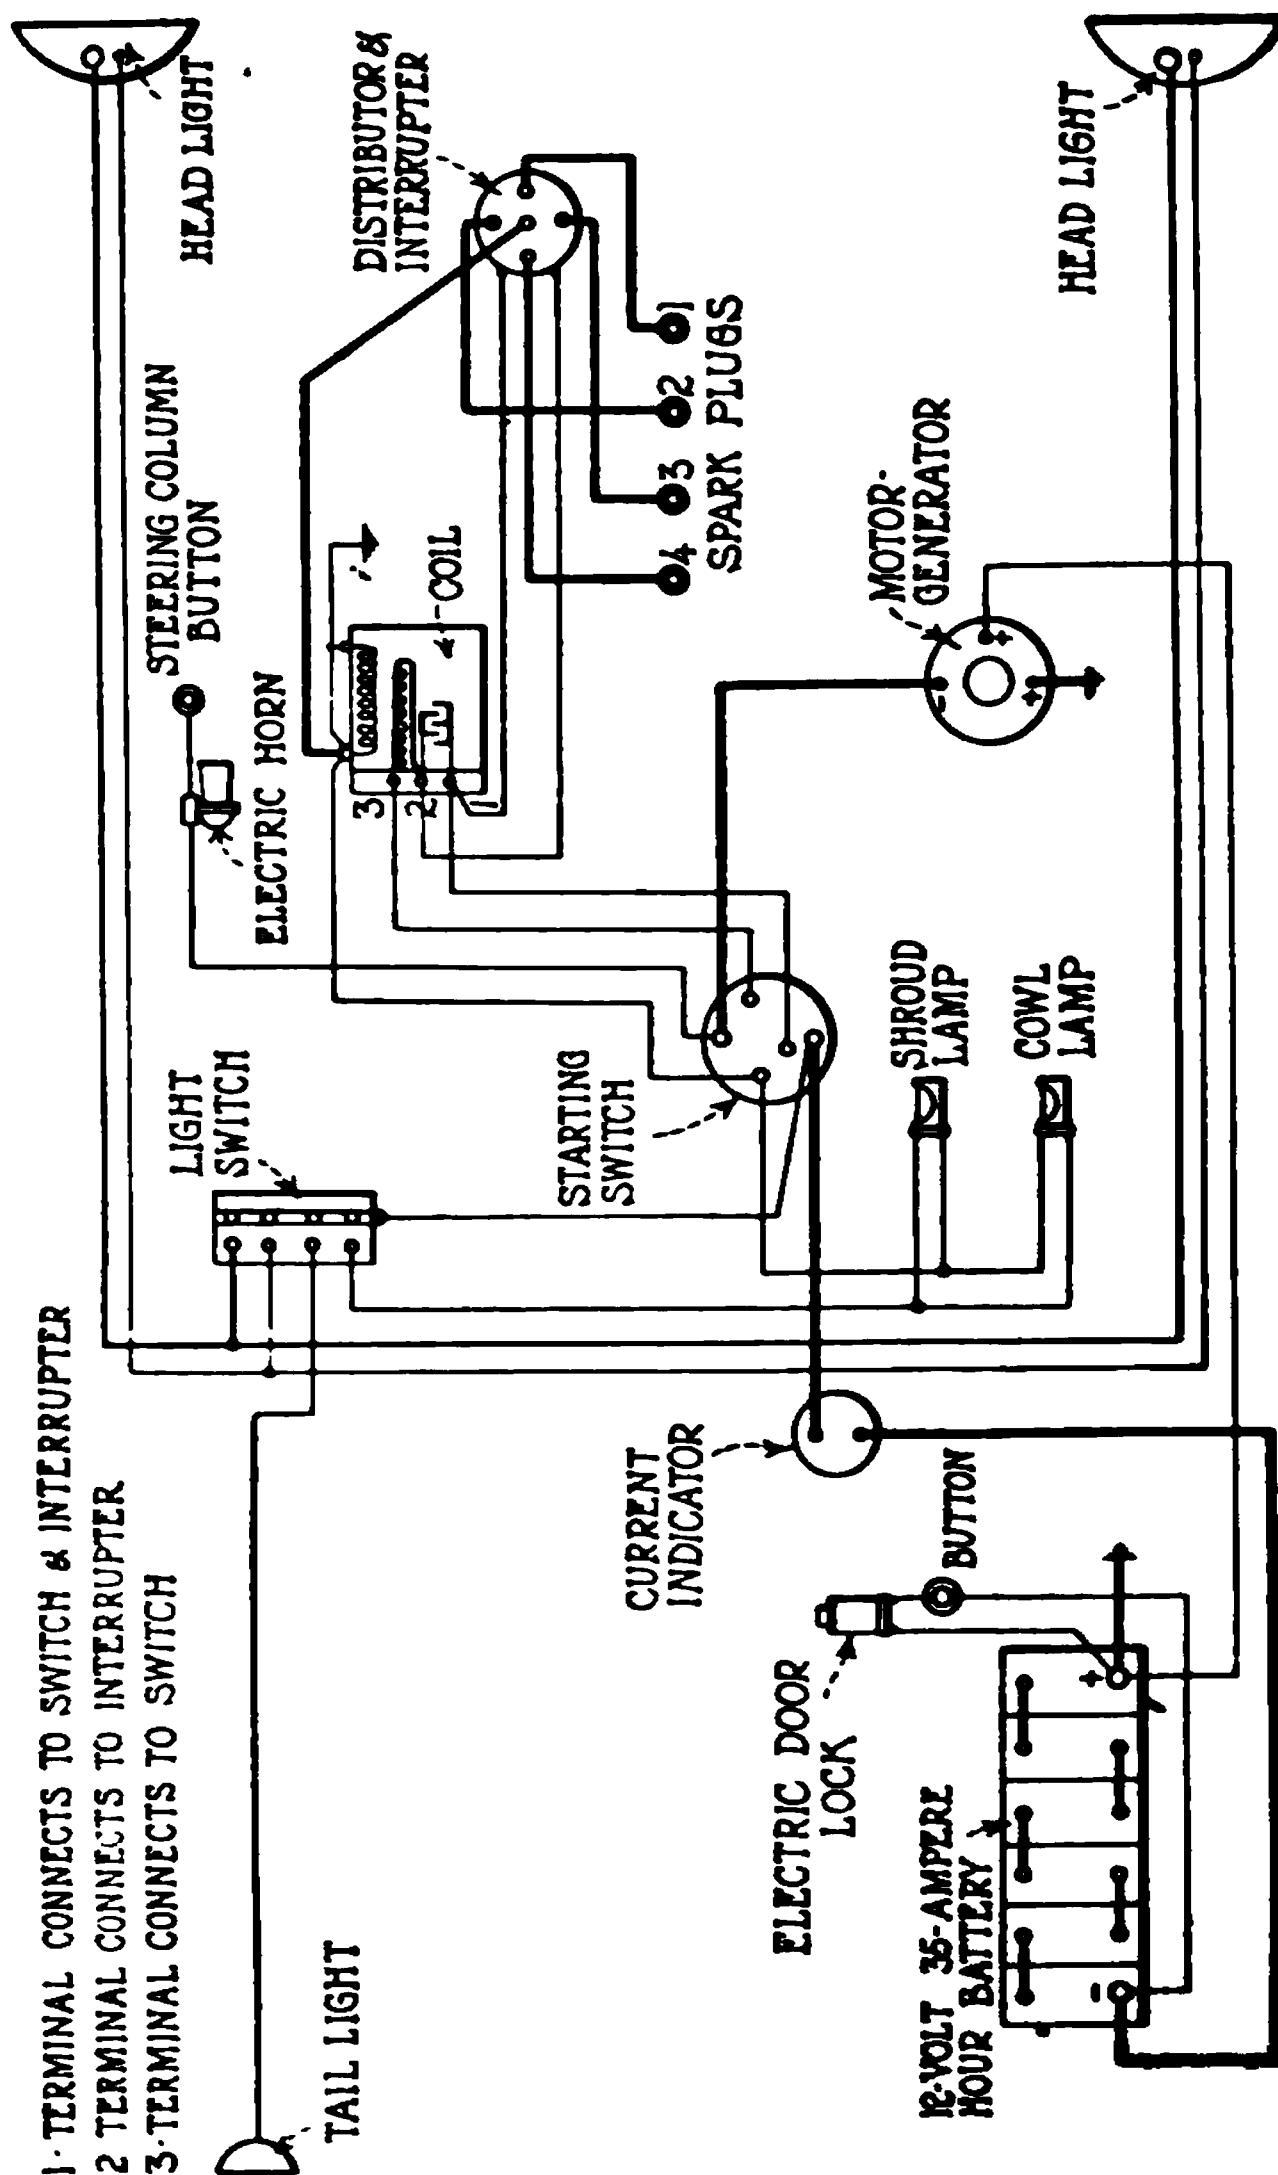 HEAD LIGHT
DISTRIBUTOR &
INTERRUPTER
HEAD LIGHT
STEERING COLUMN
BUTTON
ELECTRIC HORN
COIL
3
2
1
1
2
3
4
SPARK PLUGS
MOTOR-
GENERATOR
+
-
+
LIGHT
SWITCH
STARTING
SWITCH
SHROUD
LAMP
COWL
LAMP
CURRENT
INDICATOR
BUTTON
ELECTRIC DOOR
LOCK
12-VOLT 35-AMPERE
HOUR BATTERY
+
-
TAIL LIGHT
1-TERMINAL CONNECTS TO SWITCH & INTERRUPTER
2 TERMINAL CONNECTS TO INTERRUPTER
3-TERMINAL CONNECTS TO SWITCH